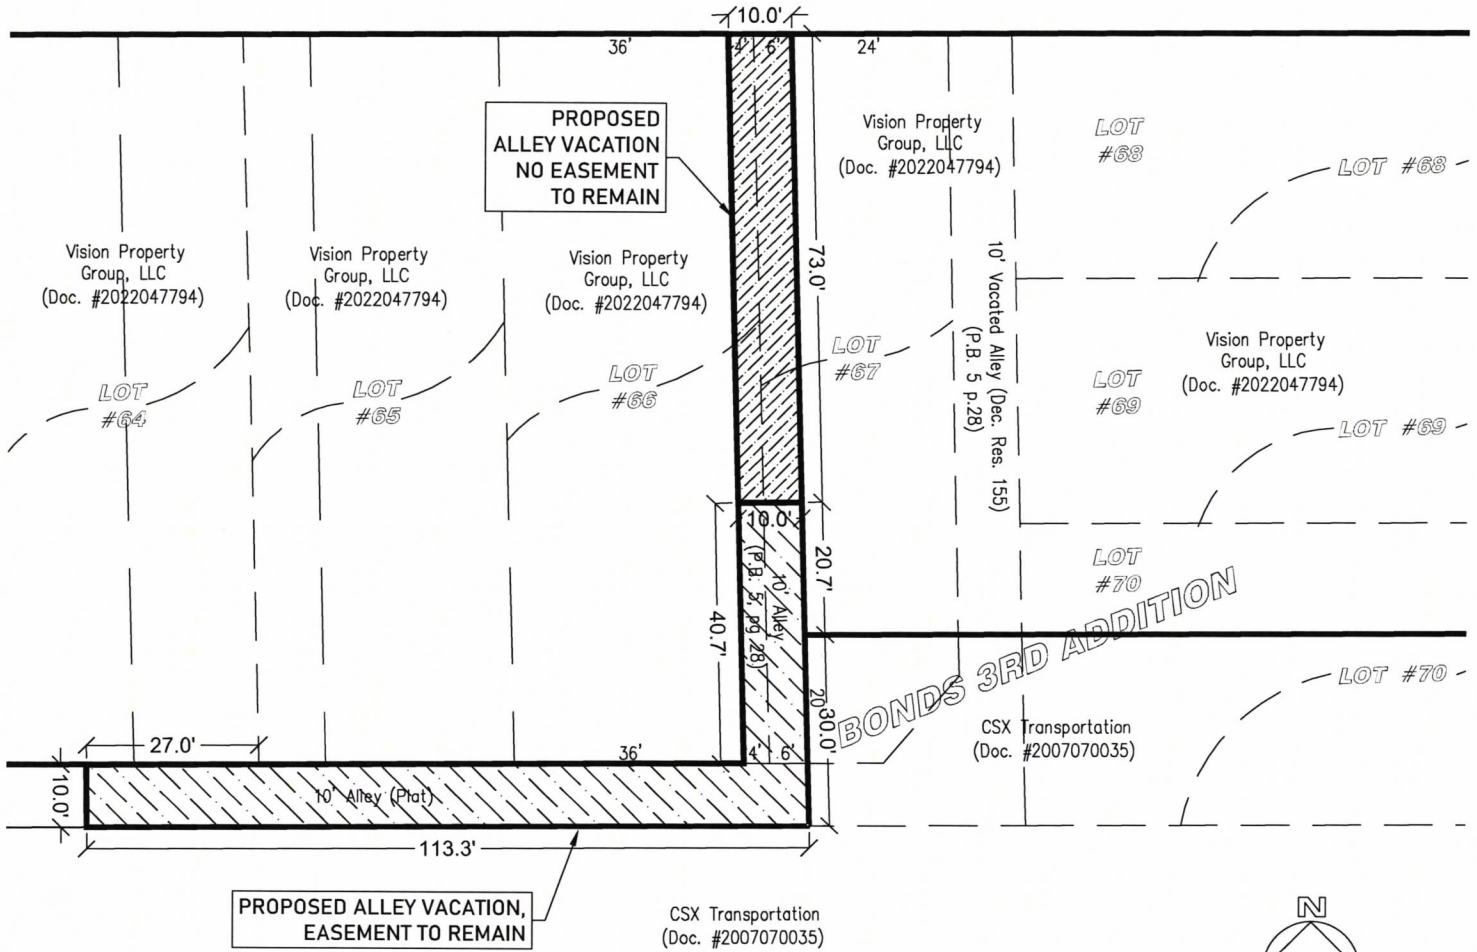 10.0'
36'
4'
6'
24'
PROPOSED
ALLEY VACATION
NO EASEMENT
TO REMAIN
Vision Property
Group, LLC
(Doc. #2022047794)
LOT
#68
LOT #68
Vision Property
Group, LLC
(Doc. #2022047794)
Vision Property
Group, LLC
(Doc. #2022047794)
Vision Property
Group, LLC
(Doc. #2022047794)
73.0'
10' Vacated Alley (Dec. Res. 155)
(P.B. 5 p.28)
Vision Property
Group, LLC
(Doc. #2022047794)
LOT
#64
LOT
#65
LOT
#66
LOT
#67
LOT
#69
LOT #69
10.0'
10' Alley
(P.B. 5, pg 28)
20.7'
40.7'
LOT
#70
BONDS 3RD ADDITION
LOT #70
20'
30.0'
CSX Transportation
(Doc. #2007070035)
27.0'
36'
4'
6'
10.0'
10' Alley (Plat)
113.3'
PROPOSED ALLEY VACATION,
EASEMENT TO REMAIN
CSX Transportation
(Doc. #2007070035)
N